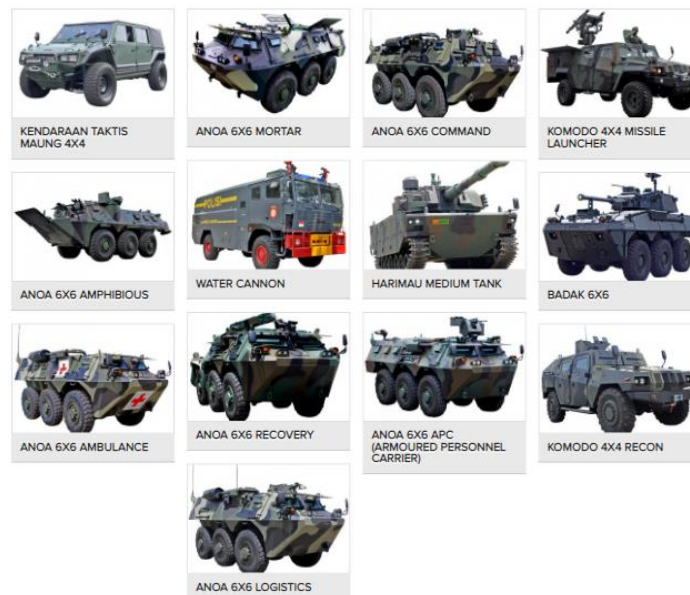 KENDARAAN TAKTIS
MAUNG 4X4
ANOA 6X6 MORTAR
ANOA 6X6 COMMAND
KOMODO 4X4 MISSILE
LAUNCHER
ANOA 6X6 AMPHIBIOUS
POLISI
WATER CANNON
HARIMAU MEDIUM TANK
BADAK 6X6
ANOA 6X6 AMBULANCE
ANOA 6X6 RECOVERY
ANOA 6X6 APC
(ARMOURED PERSONNEL
CARRIER)
KOMODO 4X4 RECON
ANOA 6X6 LOGISTICS